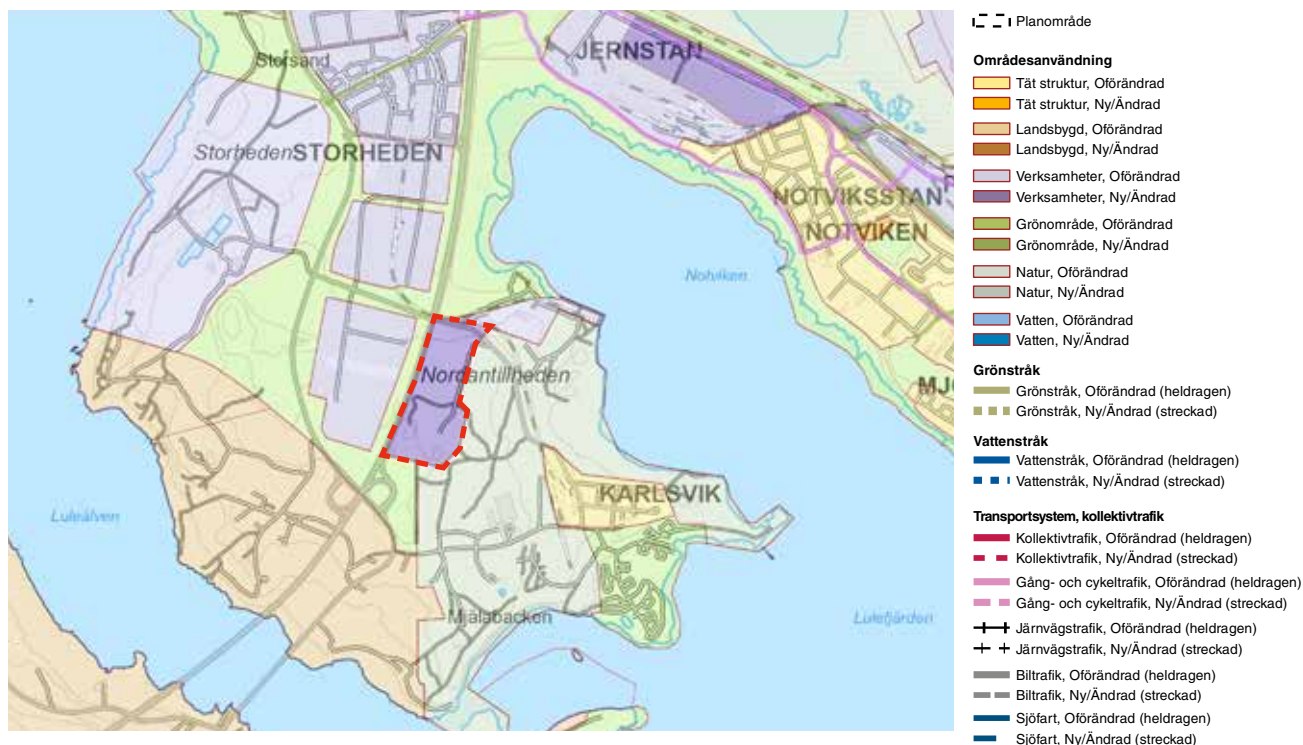 Storsand
JERNSTAN
Storheden
STORHEDEN
NOTVIKSSTAN
NOTVIKEN
Notviken
Nordantillheden
KARLSVIK
Luleälven
Mjölabacken
Lulefjärden
Planområde
Områdesanvändning
Tät struktur, Oförändrad
Tät struktur, Ny/Ändrad
Landsbygd, Oförändrad
Landsbygd, Ny/Ändrad
Verksamheter, Oförändrad
Verksamheter, Ny/Ändrad
Grönområde, Oförändrad
Grönområde, Ny/Ändrad
Natur, Oförändrad
Natur, Ny/Ändrad
Vatten, Oförändrad
Vatten, Ny/Ändrad
Grönstråk
Grönstråk, Oförändrad (heldragen)
Grönstråk, Ny/Ändrad (streckad)
Vattenstråk
Vattenstråk, Oförändrad (heldragen)
Vattenstråk, Ny/Ändrad (streckad)
Transportsystem, kollektivtrafik
Kollektivtrafik, Oförändrad (heldragen)
Kollektivtrafik, Ny/Ändrad (streckad)
Gång- och cykeltrafik, Oförändrad (heldragen)
Gång- och cykeltrafik, Ny/Ändrad (streckad)
Järnvägstrafik, Oförändrad (heldragen)
Järnvägstrafik, Ny/Ändrad (streckad)
Biltrafik, Oförändrad (heldragen)
Biltrafik, Ny/Ändrad (streckad)
Sjöfart, Oförändrad (heldragen)
Sjöfart, Ny/Ändrad (streckad)